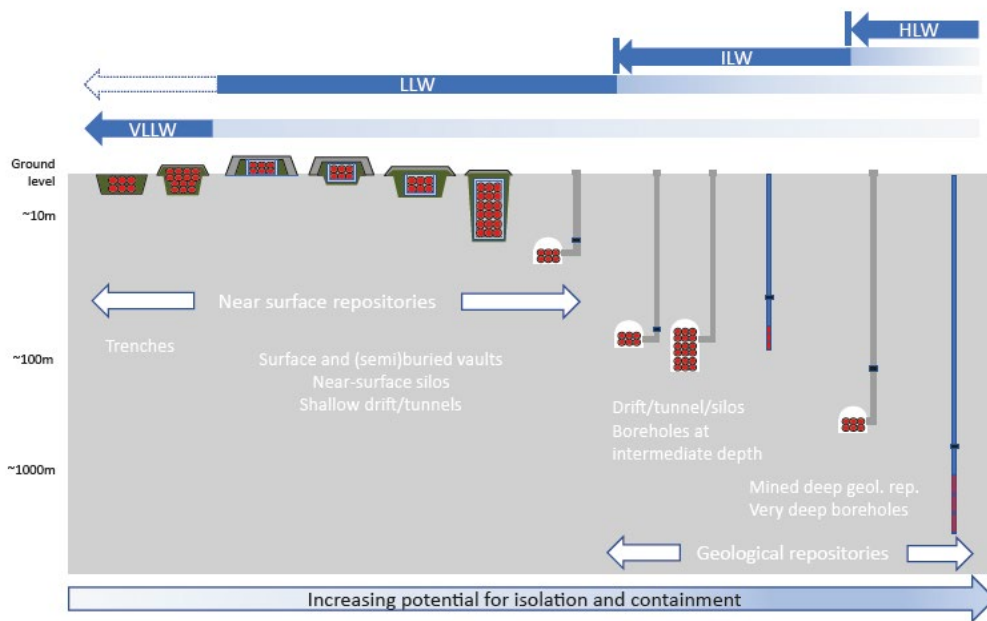 HLW
ILW
LLW
VLLW
Ground
level
~10m
Near surface repositories
Trenches
~100m
Surface and (semi)buried vaults
Near-surface silos
Shallow drift/tunnels
Drift/tunnel/silos
Boreholes at
intermediate depth
~1000m
Mined deep geol. rep.
Very deep boreholes
Geological repositories
Increasing potential for isolation and containment